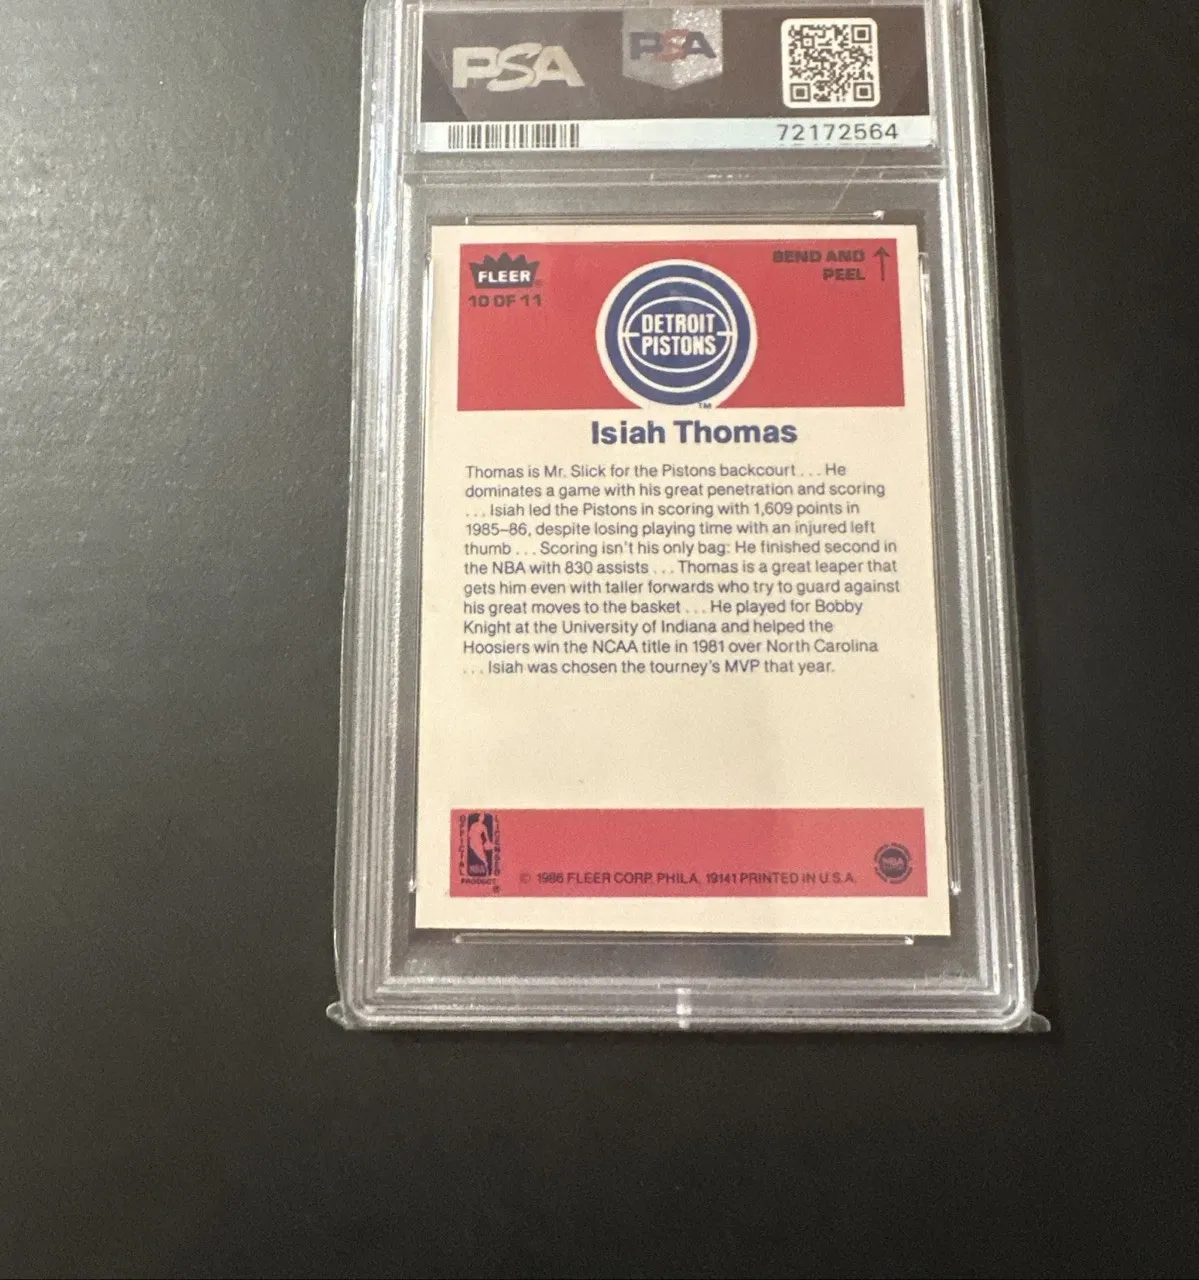 PSA
PSA
72172564
FLEER®
10 OF 11
BEND AND
PEEL
DETROIT
PISTONS
TM
Isiah Thomas
Thomas is Mr. Slick for the Pistons backcourt . . . He
dominates a game with his great penetration and scoring
. . . Isiah led the Pistons in scoring with 1,609 points in
1985–86, despite losing playing time with an injured left
thumb . . . Scoring isn't his only bag: He finished second in
the NBA with 830 assists . . . Thomas is a great leaper that
gets him even with taller forwards who try to guard against
his great moves to the basket . . . He played for Bobby
Knight at the University of Indiana and helped the
Hoosiers win the NCAA title in 1981 over North Carolina
. . . Isiah was chosen the tourney's MVP that year.
OFFICIAL
LICENSED
NBA
PRODUCT
®
© 1986 FLEER CORP. PHILA. 19141 PRINTED IN U.S.A.
NBA